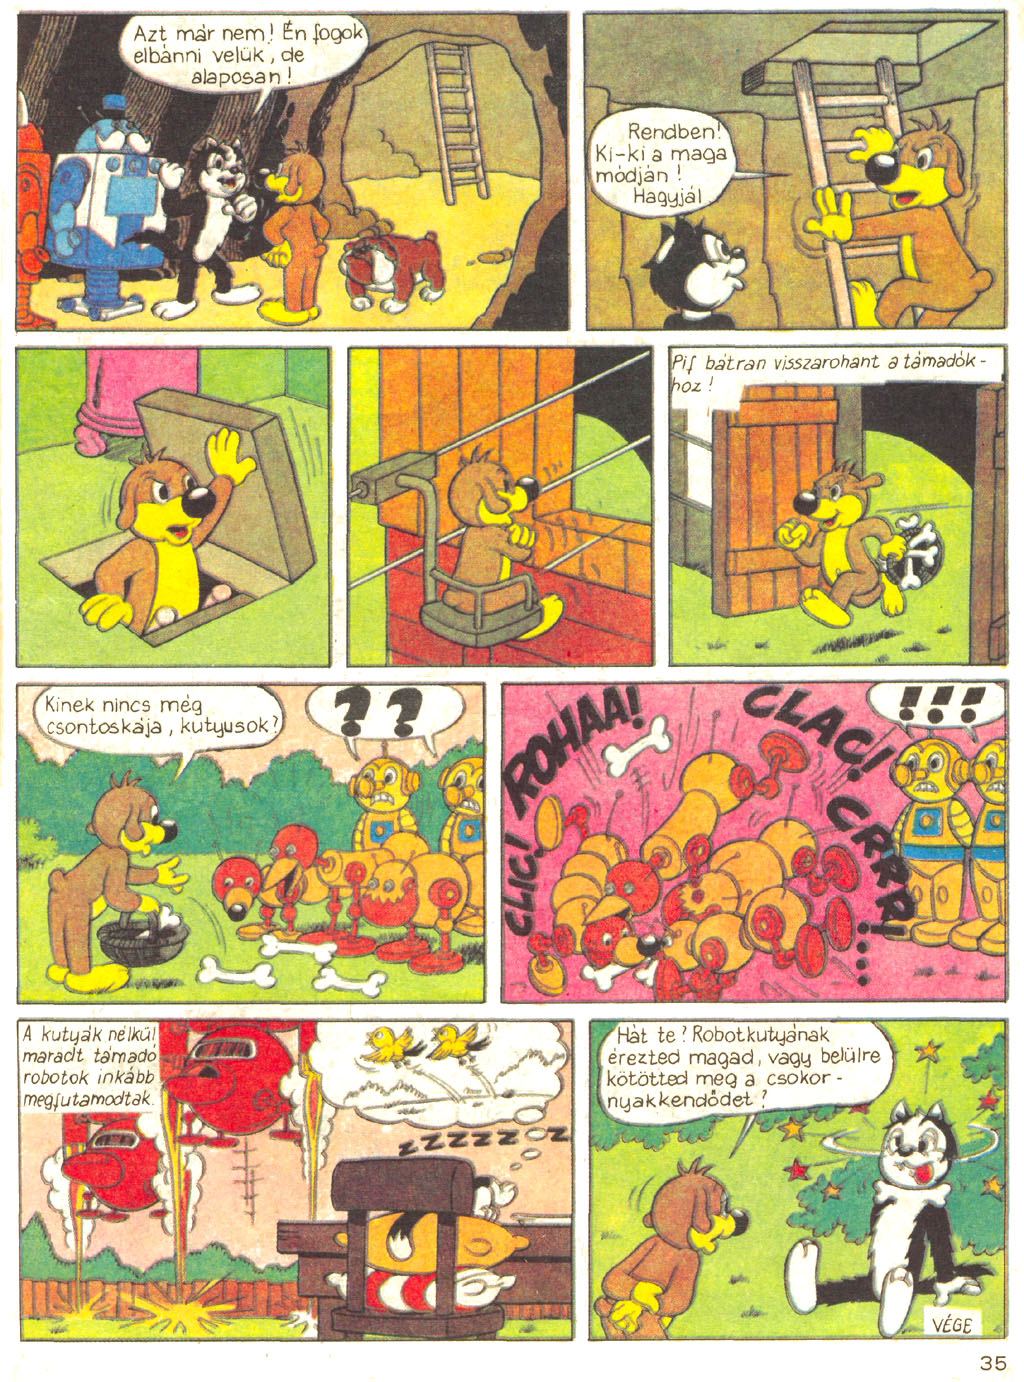 Azt már nem! Én fogok
elbánni velük, de
alaposan!
Rendben!
Ki-ki a maga
módján!
Hagyjál
Pif bátran visszarohant a támadók-
hoz!
Kinek nincs még
csontoskája, kutyusok?
? ?
CLIC! ROHAA!
CLAC!
CRRR!...
!!!
A kutyák nélkül
maradt támadó
robotok inkább
megfutamodtak.
ZZZZZZ Z
Hát te? Robotkutyának
érezted magad, vagy belülre
kötötted meg a csokor-
nyakkendődet?
VÉGE
35